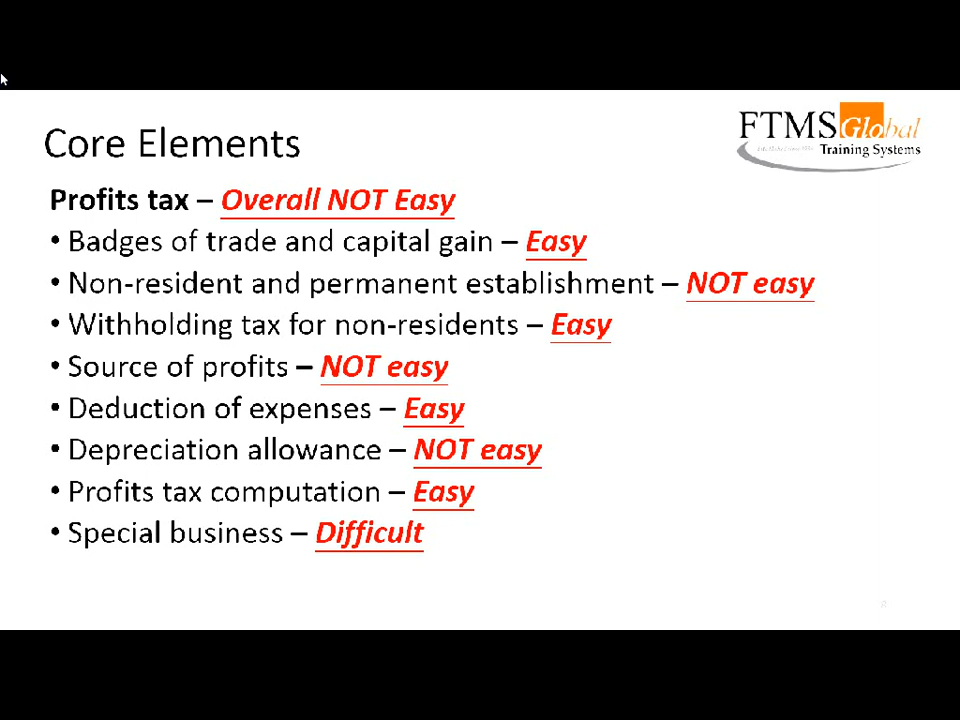 Core Elements
FTMS Global
Training Systems
Profits tax – Overall NOT Easy
• Badges of trade and capital gain – Easy
• Non-resident and permanent establishment – NOT easy
• Withholding tax for non-residents – Easy
• Source of profits – NOT easy
• Deduction of expenses – Easy
• Depreciation allowance – NOT easy
• Profits tax computation – Easy
• Special business – Difficult